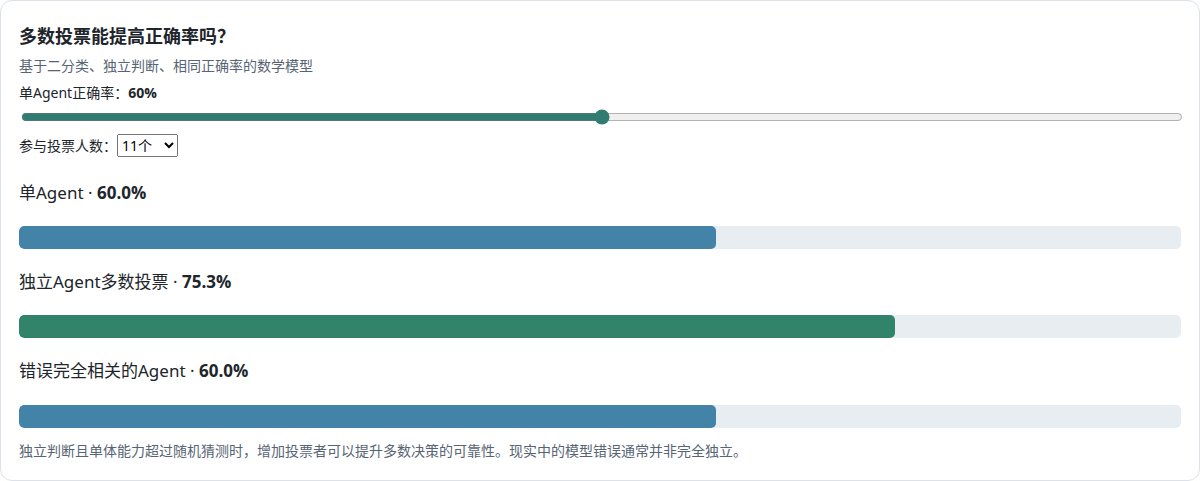 多数投票能提高正确率吗？
基于二分类、独立判断、相同正确率的数学模型
单Agent正确率：60%
参与投票人数：11个
单Agent · 60.0%
独立Agent多数投票 · 75.3%
错误完全相关的Agent · 60.0%
独立判断且单体能力超过随机猜测时，增加投票者可以提升多数决策的可靠性。现实中的模型错误通常并非完全独立。